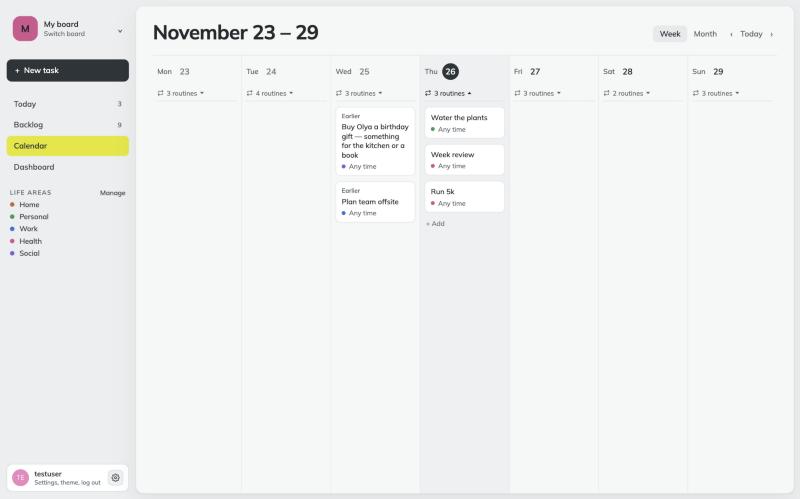 M
My board
Switch board
+ New task
Today 3
Backlog 9
Calendar
Dashboard
LIFE AREAS Manage
Home
Personal
Work
Health
Social
TE
testuser
Settings, theme, log out
November 23 – 29
Week Month ‹ Today ›
Mon 23
3 routines
Tue 24
4 routines
Wed 25
3 routines
Earlier
Buy Olya a birthday
gift — something
for the kitchen or a
book
Any time
Earlier
Plan team offsite
Any time
Thu 26
3 routines
Water the plants
Any time
Week review
Any time
Run 5k
Any time
+ Add
Fri 27
3 routines
Sat 28
2 routines
Sun 29
3 routines